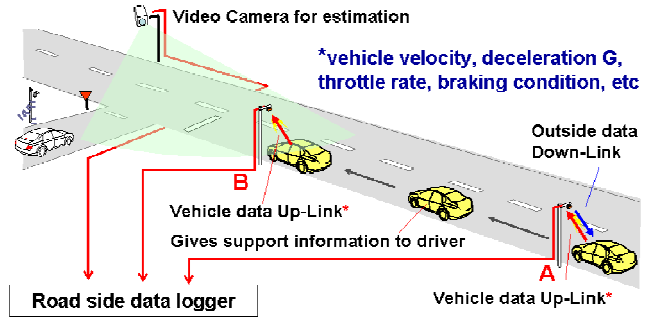 Video Camera for estimation
*vehicle velocity, deceleration G,
throttle rate, braking condition, etc
Outside data
Down-Link
B
Vehicle data Up-Link*
Gives support information to driver
A
Road side data logger
Vehicle data Up-Link*